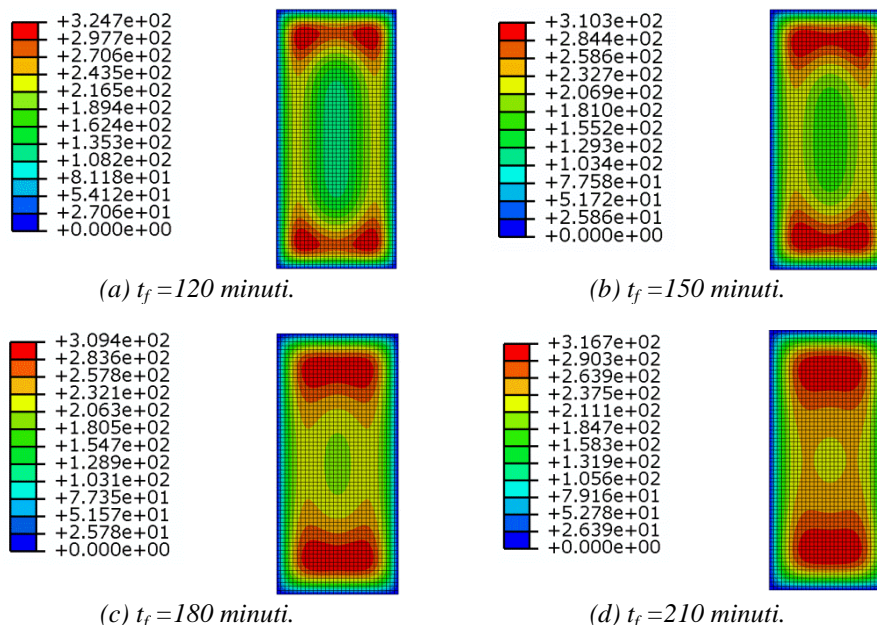 +3.247e+02
+2.977e+02
+2.706e+02
+2.435e+02
+2.165e+02
+1.894e+02
+1.624e+02
+1.353e+02
+1.082e+02
+8.118e+01
+5.412e+01
+2.706e+01
+0.000e+00
(a) t_f =120 minuti.
+3.103e+02
+2.844e+02
+2.586e+02
+2.327e+02
+2.069e+02
+1.810e+02
+1.552e+02
+1.293e+02
+1.034e+02
+7.758e+01
+5.172e+01
+2.586e+01
+0.000e+00
(b) t_f =150 minuti.
+3.094e+02
+2.836e+02
+2.578e+02
+2.321e+02
+2.063e+02
+1.805e+02
+1.547e+02
+1.289e+02
+1.031e+02
+7.735e+01
+5.157e+01
+2.578e+01
+0.000e+00
(c) t_f =180 minuti.
+3.167e+02
+2.903e+02
+2.639e+02
+2.375e+02
+2.111e+02
+1.847e+02
+1.583e+02
+1.319e+02
+1.056e+02
+7.916e+01
+5.278e+01
+2.639e+01
+0.000e+00
(d) t_f=210 minuti.